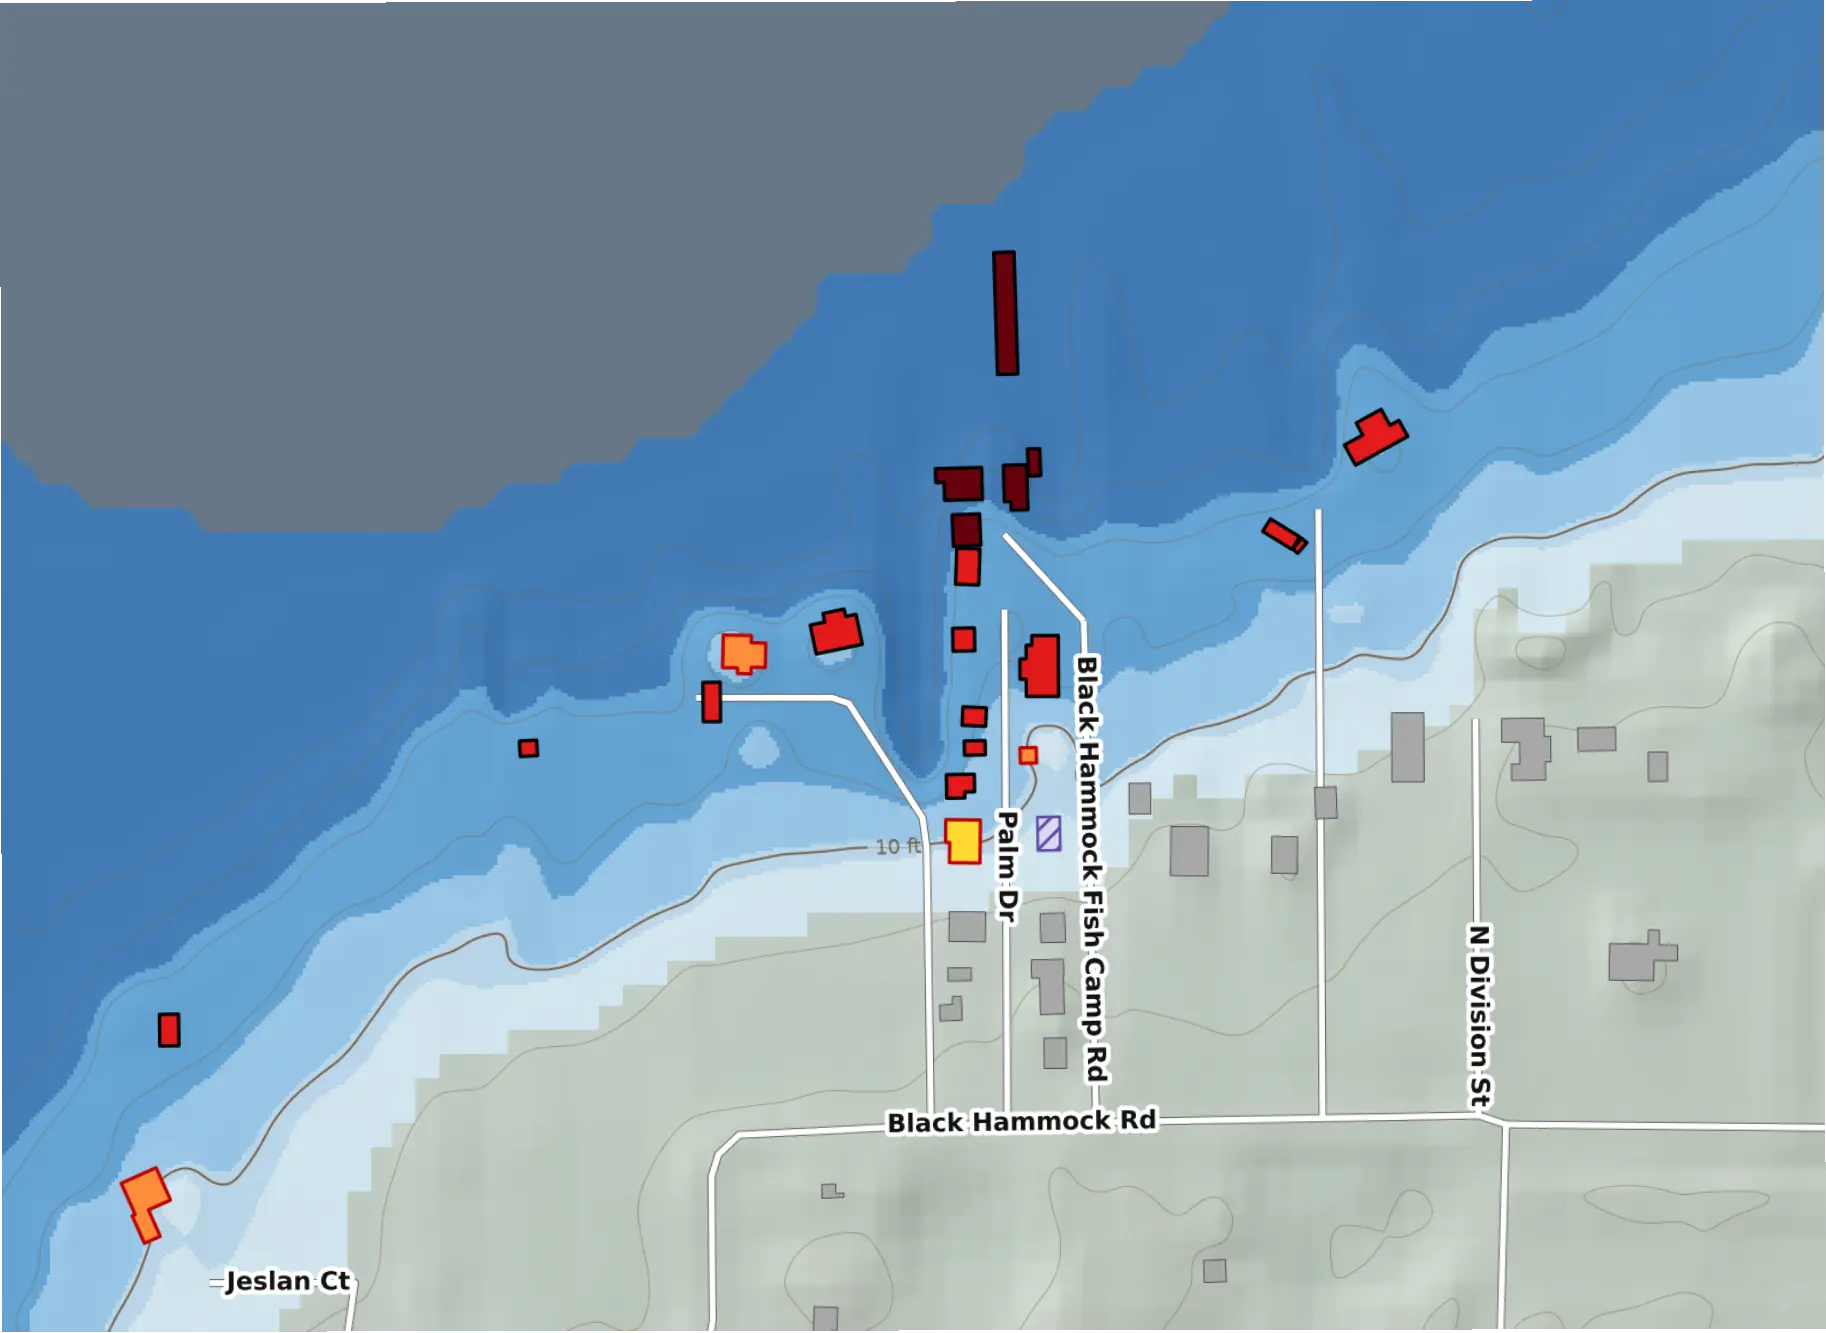 Black Hammock Fish Camp Rd
10 ft
Palm Dr
N Division St
Black Hammock Rd
Jeslan Ct